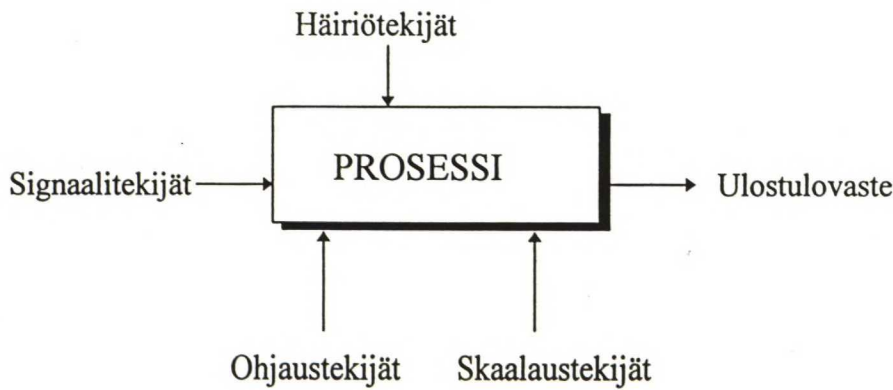 Häiriötekijät
PROSESSI
Signaalitekijät
Ulostulovaste
Ohjaustekijät
Skaalaustekijät